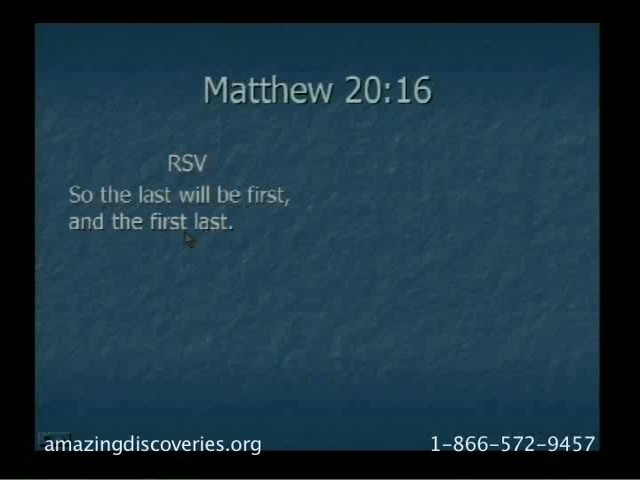 Matthew 20:16
RSV
So the last will be first,
and the first last.
amazingdiscoveries.org
1-866-572-9457